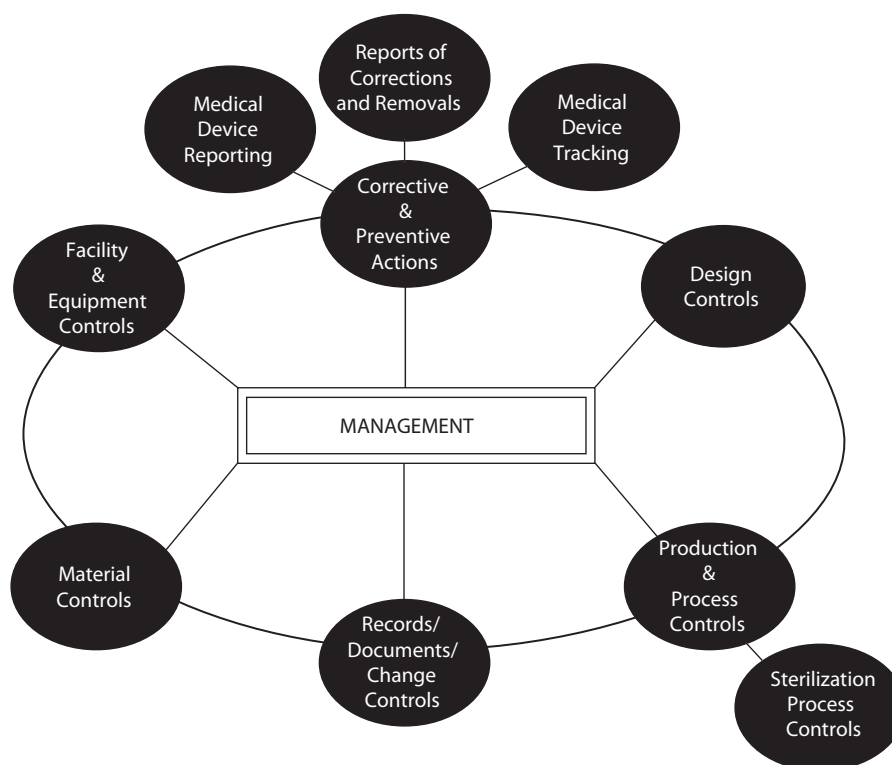 Reports of
Corrections
and Removals
Medical
Device
Reporting
Medical
Device
Tracking
Corrective
&
Preventive
Actions
Facility
&
Equipment
Controls
Design
Controls
MANAGEMENT
Material
Controls
Production
&
Process
Controls
Records/
Documents/
Change
Controls
Sterilization
Process
Controls